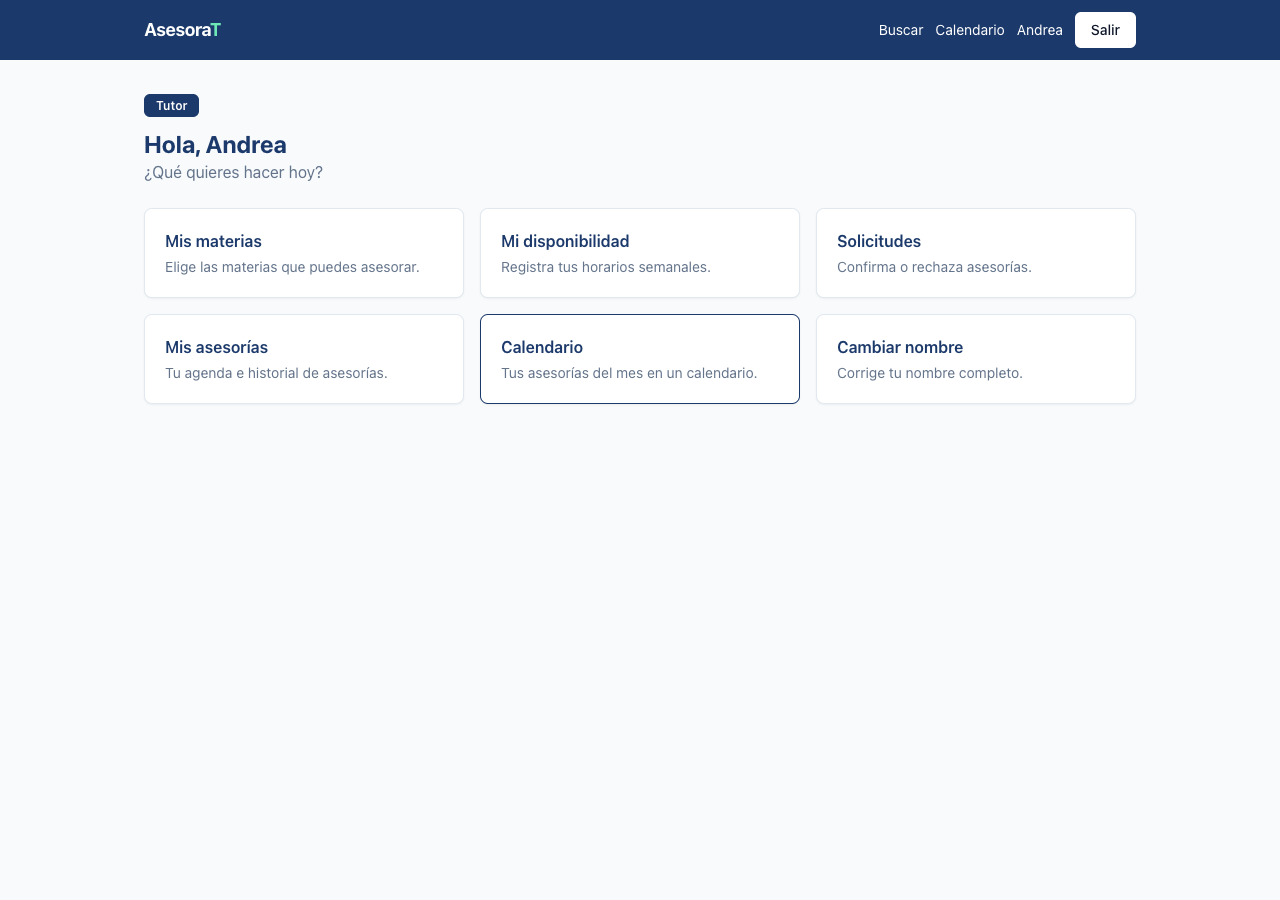 AsesoraT
Buscar Calendario Andrea Salir
Tutor
Hola, Andrea
¿Qué quieres hacer hoy?
Mis materias
Elige las materias que puedes asesorar.
Mi disponibilidad
Registra tus horarios semanales.
Solicitudes
Confirma o rechaza asesorías.
Mis asesorías
Tu agenda e historial de asesorías.
Calendario
Tus asesorías del mes en un calendario.
Cambiar nombre
Corrige tu nombre completo.